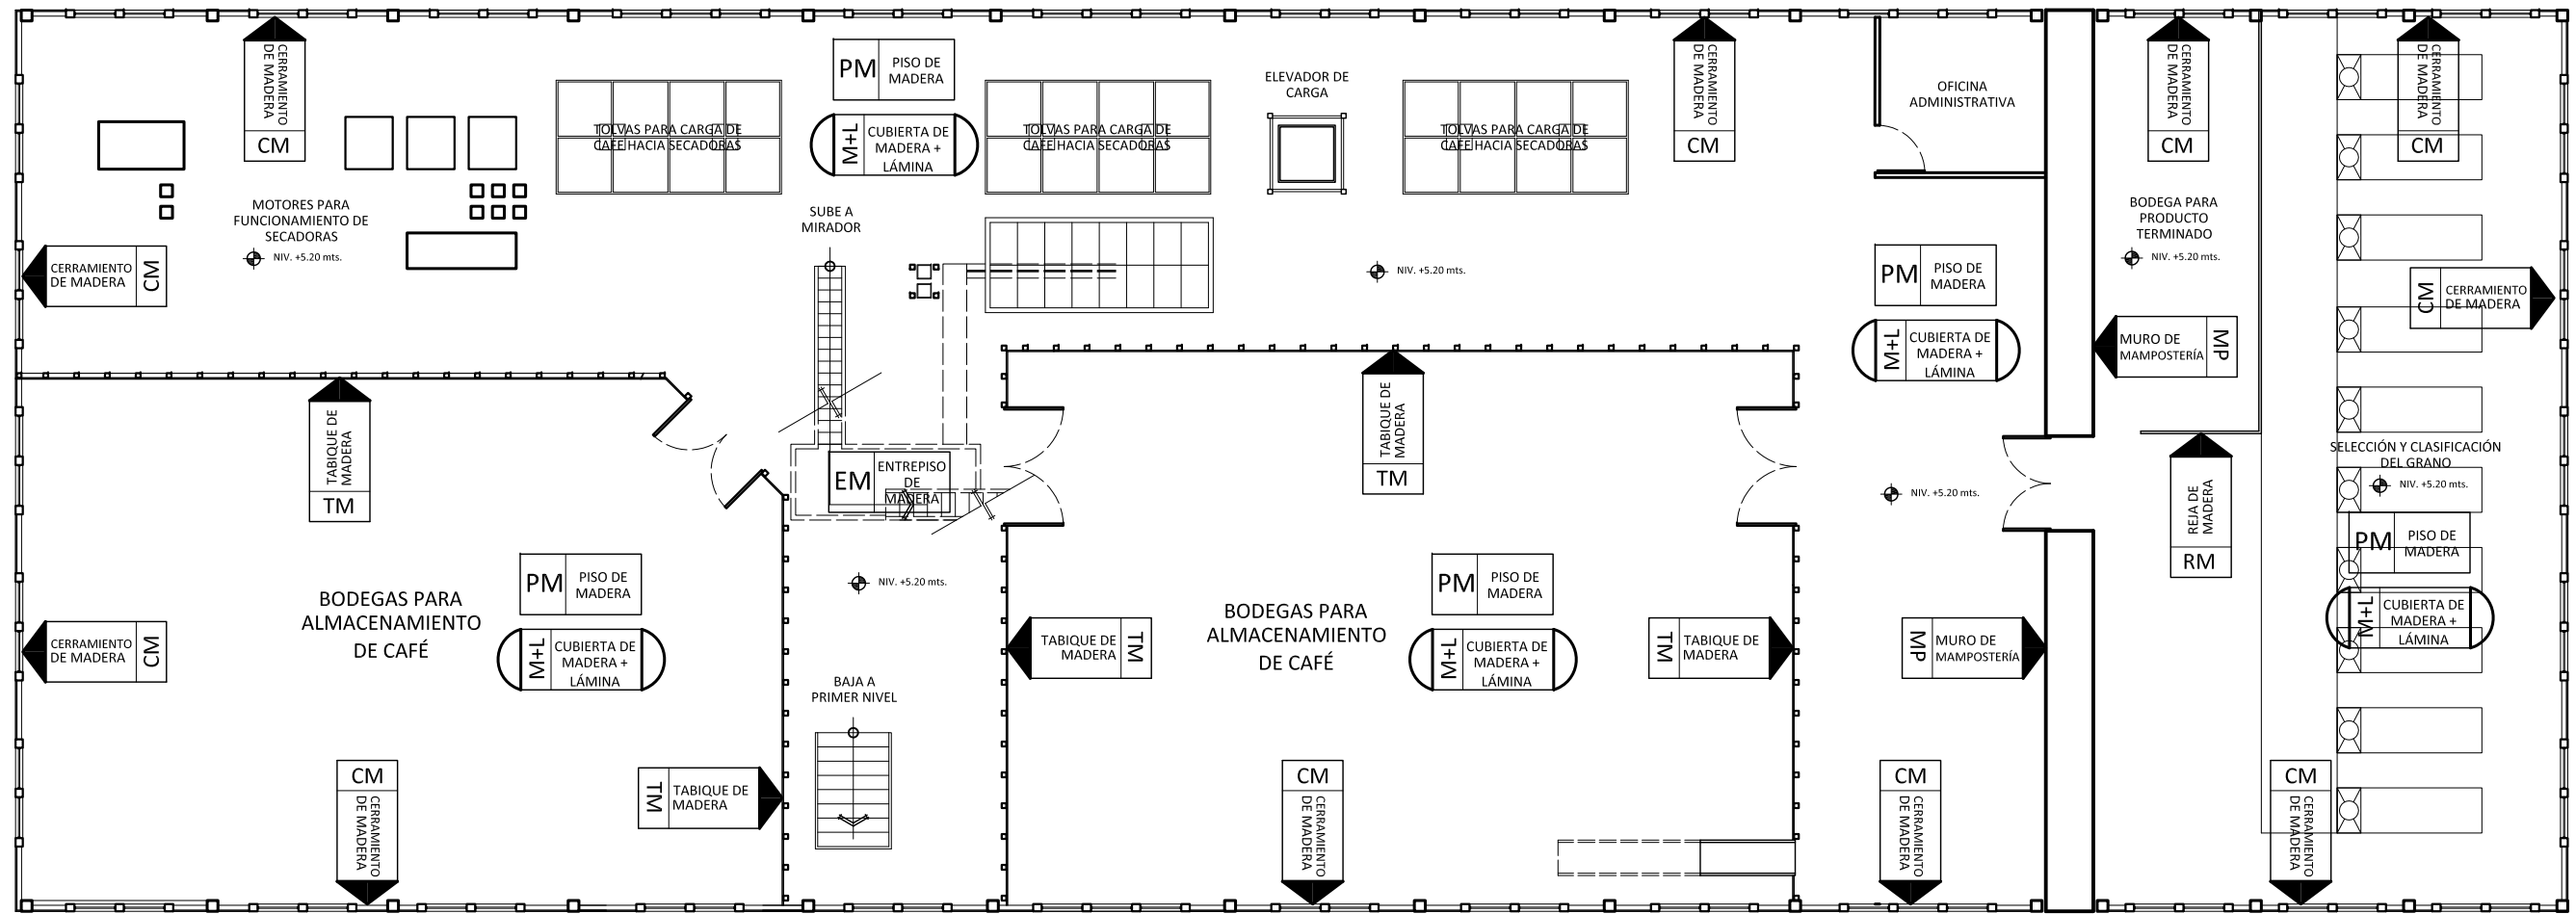 CERRAMIENTO
DE MADERA
CM
PM
PISO DE
MADERA
M+L
CUBIERTA DE
MADERA +
LÁMINA
TOLVAS PARA CARGA DE
CAFE HACIA SECADORAS
TOLVAS PARA CARGA DE
CAFE HACIA SECADORAS
ELEVADOR DE
CARGA
TOLVAS PARA CARGA DE
CAFE HACIA SECADORAS
CERRAMIENTO
DE MADERA
CM
OFICINA
ADMINISTRATIVA
CERRAMIENTO
DE MADERA
CM
CERRAMIENTO
DE MADERA
CM
MOTORES PARA
FUNCIONAMIENTO DE
SECADORAS
NIV. +5.20 mts.
SUBE A
MIRADOR
NIV. +5.20 mts.
BODEGA PARA
PRODUCTO
TERMINADO
NIV. +5.20 mts.
CERRAMIENTO
DE MADERA
CM
PM
PISO DE
MADERA
M+L
CUBIERTA DE
MADERA +
LÁMINA
MURO DE
MAMPOSTERÍA
MP
CM
CERRAMIENTO
DE MADERA
TABIQUE DE
MADERA
TM
EM
ENTREPISO
DE
MADERA
TABIQUE DE
MADERA
TM
NIV. +5.20 mts.
REJA DE
MADERA
RM
SELECCIÓN Y CLASIFICACIÓN
DEL GRANO
NIV. +5.20 mts.
PM
PISO DE
MADERA
M+L
CUBIERTA DE
MADERA +
LÁMINA
BODEGAS PARA
ALMACENAMIENTO
DE CAFÉ
PM
PISO DE
MADERA
M+L
CUBIERTA DE
MADERA +
LÁMINA
NIV. +5.20 mts.
TABIQUE DE
MADERA
TM
BODEGAS PARA
ALMACENAMIENTO
DE CAFÉ
PM
PISO DE
MADERA
M+L
CUBIERTA DE
MADERA +
LÁMINA
TM
TABIQUE DE
MADERA
MP
MURO DE
MAMPOSTERÍA
CERRAMIENTO
DE MADERA
CM
BAJA A
PRIMER NIVEL
CM
CERRAMIENTO
DE MADERA
TM
TABIQUE DE
MADERA
CM
CERRAMIENTO
DE MADERA
CM
CERRAMIENTO
DE MADERA
CM
CERRAMIENTO
DE MADERA